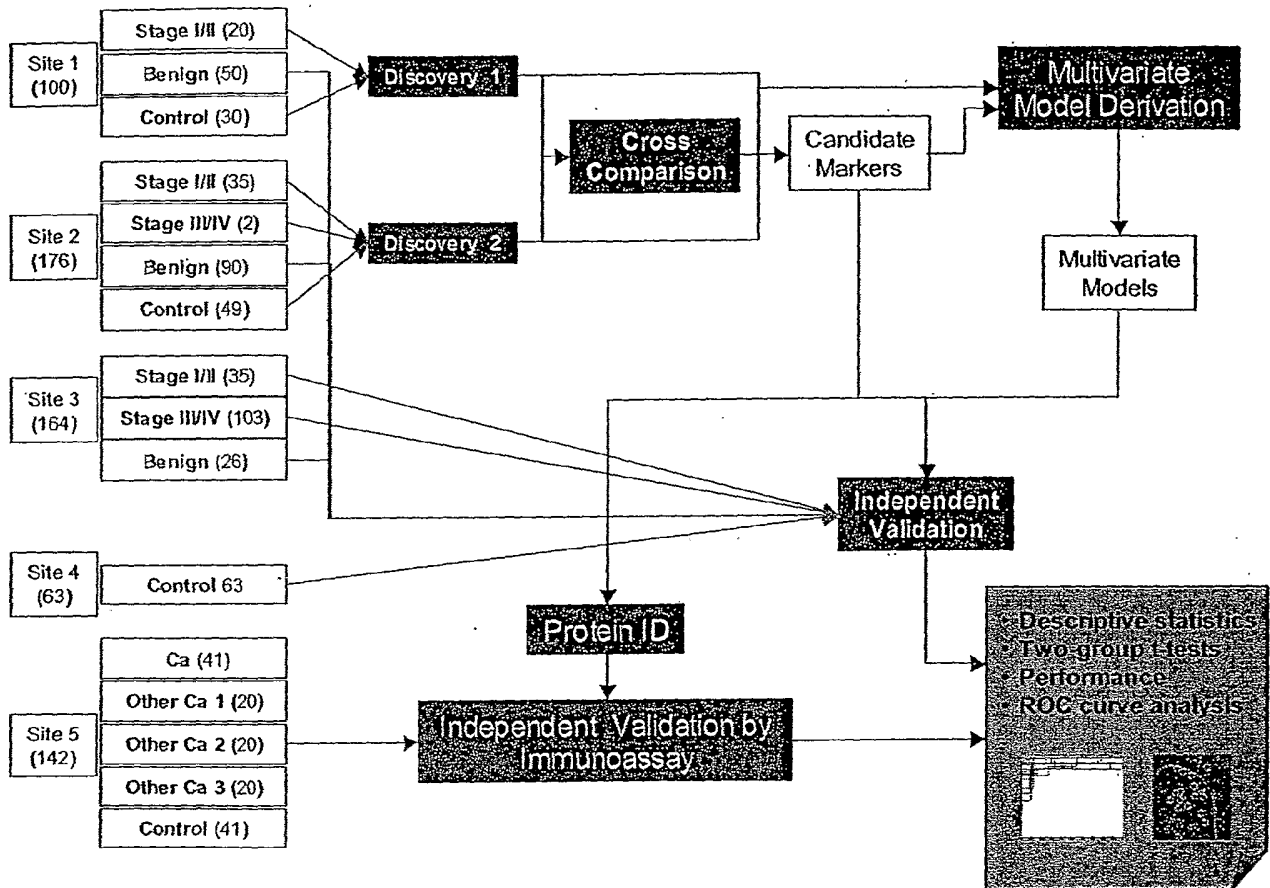 Site 1
(100)
Stage I/II (20)
Benign (50)
Control (30)
Discovery 1
Site 2
(176)
Stage I/II (35)
Stage III/IV (2)
Benign (90)
Control (49)
Discovery 2
Cross
Comparison
Candidate
Markers
Multivariate
Model Derivation
Multivariate
Models
Site 3
(164)
Stage I/II (35)
Stage III/IV (103)
Benign (26)
Independent
Validation
Site 4
(63)
Control 63
Protein ID
Site 5
(142)
Ca (41)
Other Ca 1 (20)
Other Ca 2 (20)
Other Ca 3 (20)
Control (41)
Independent Validation by
Immunoassay
• Descriptive statistics
• Two-group t-tests
• Performance
• ROC curve analysis